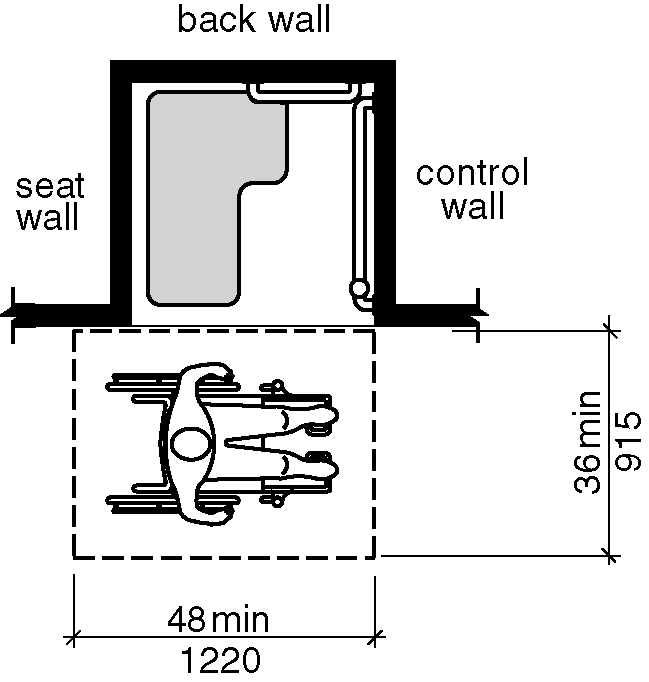 back wall
seat
wall
control
wall
36 min
915
48 min
1220